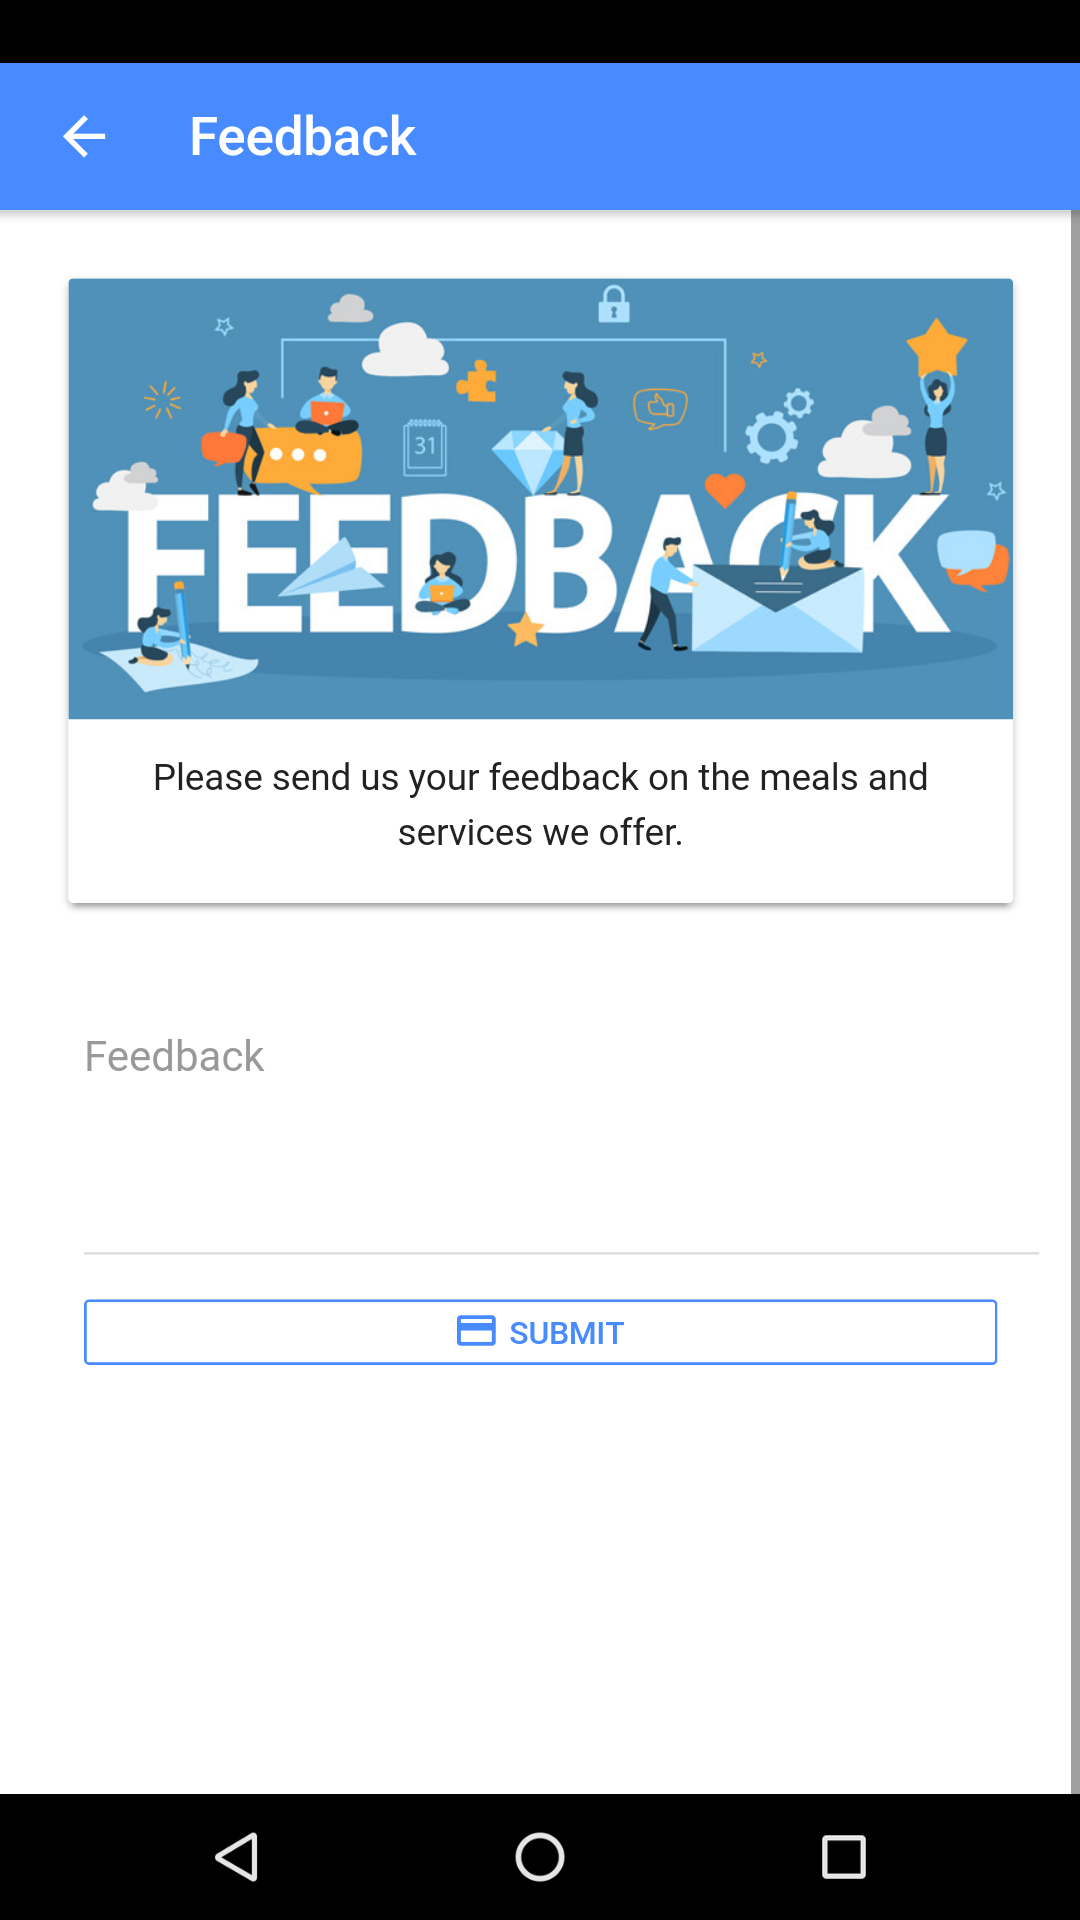 Feedback
31
FEEDBACK
Please send us your feedback on the meals and
services we offer.
Feedback
SUBMIT